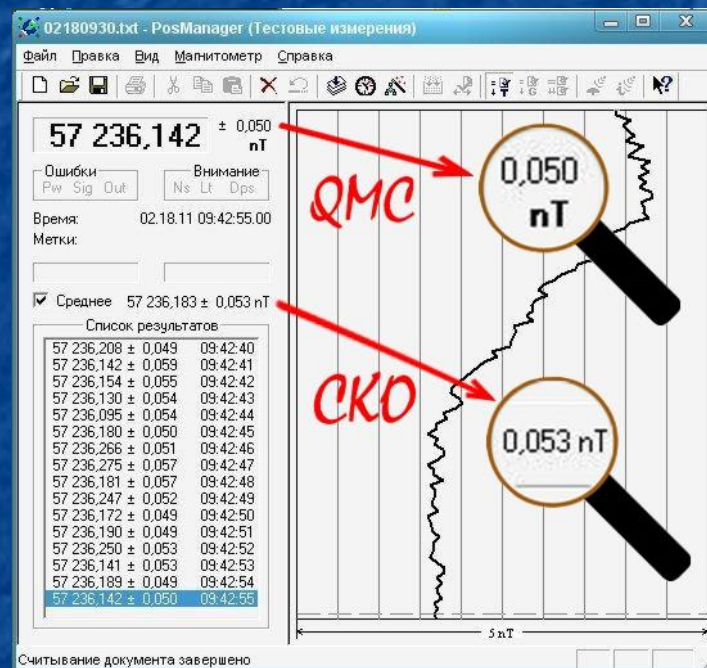 02180930.txt - PosManager (Тестовые измерения)
Файл Правка Вид Магнитометр Справка
57 236,142 ± 0,050
nT
Ошибки
Pw Sig Out
Внимание
Ns Lt Dps
Время: 02.18.11 09:42:55.00
Метки:
Среднее 57 236,183 ± 0,053 nT
Список результатов
57 236,208 ± 0,049 09:42:40
57 236,142 ± 0,059 09:42:41
57 236,154 ± 0,055 09:42:42
57 236,130 ± 0,054 09:42:43
57 236,095 ± 0,054 09:42:44
57 236,180 ± 0,050 09:42:45
57 236,266 ± 0,051 09:42:46
57 236,275 ± 0,057 09:42:47
57 236,181 ± 0,057 09:42:48
57 236,247 ± 0,052 09:42:49
57 236,172 ± 0,049 09:42:50
57 236,190 ± 0,049 09:42:51
57 236,250 ± 0,053 09:42:52
57 236,141 ± 0,053 09:42:53
57 236,189 ± 0,049 09:42:54
57 236,142 ± 0,050 09:42:55
QMC
0,050
nT
СКО
0,053 nT
5 nT
Считывание документа завершено